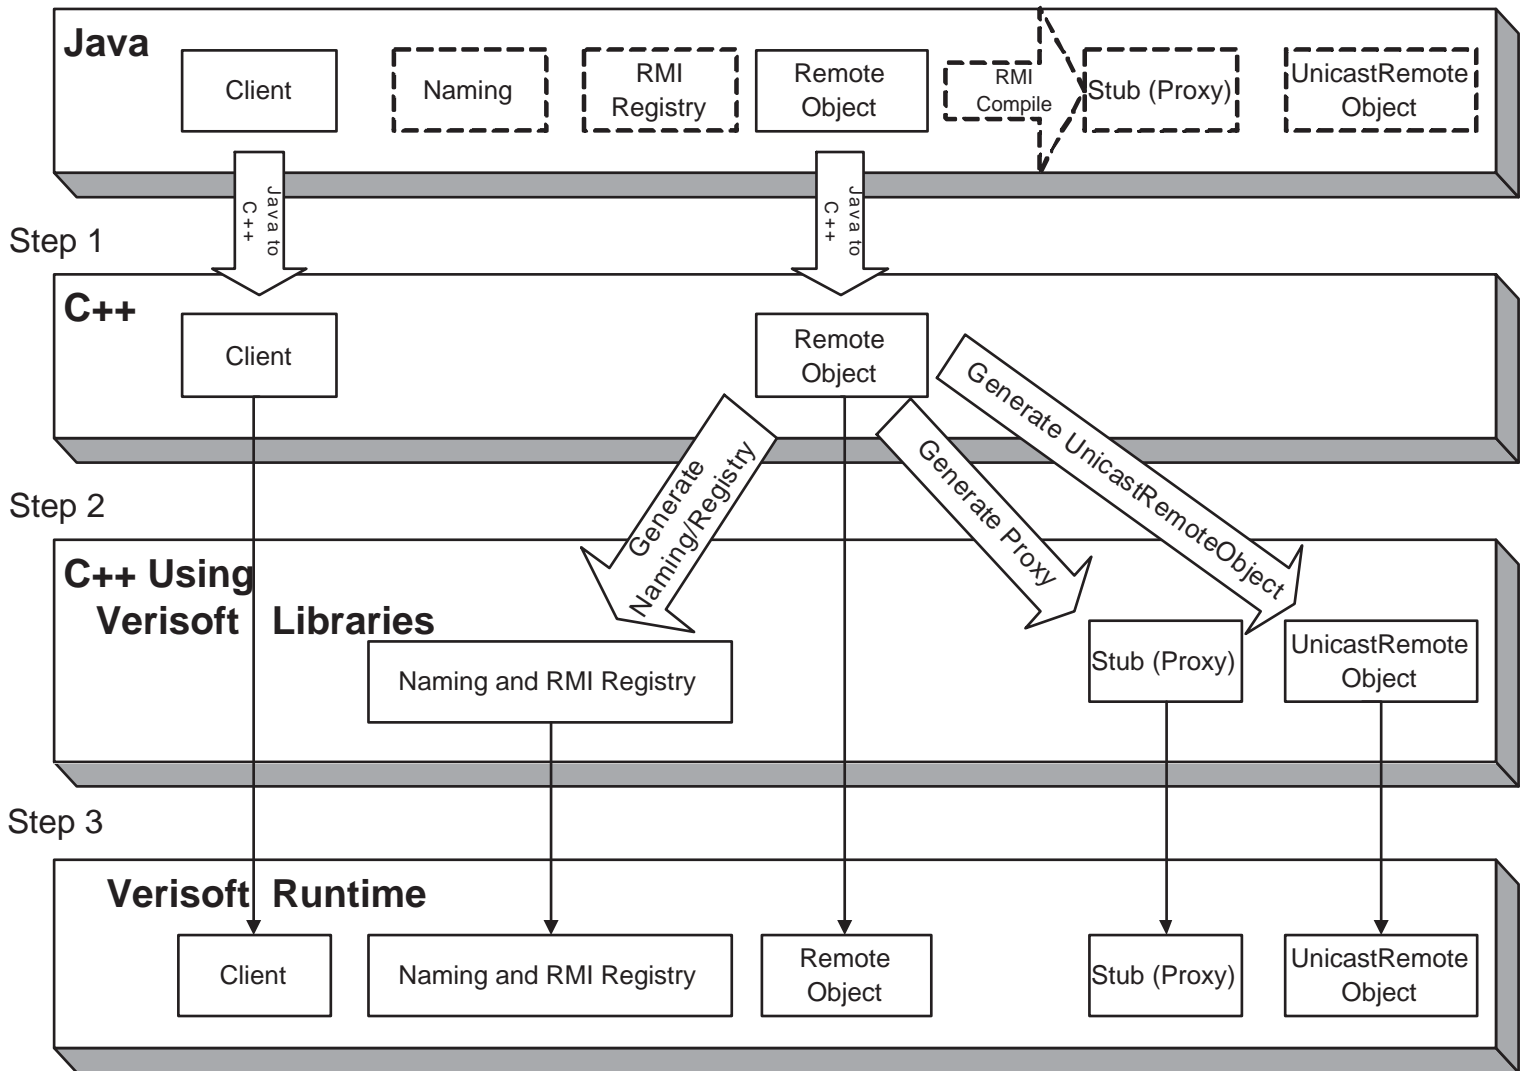 Java
Client
Naming
RMI
Registry
Remote
Object
RMI
Compile
Stub (Proxy)
UnicastRemote
Object
Java to
C++
Java to
C++
Step 1
C++
Client
Remote
Object
Generate
Naming/Registry
Generate Proxy
Generate UnicastRemoteObject
Step 2
C++ Using
Verisoft Libraries
Naming and RMI Registry
Stub (Proxy)
UnicastRemote
Object
Step 3
Verisoft Runtime
Client
Naming and RMI Registry
Remote
Object
Stub (Proxy)
UnicastRemote
Object